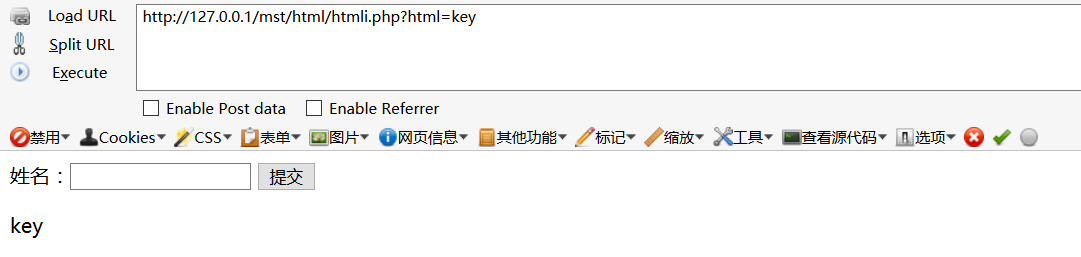 Load URL http://127.0.0.1/mst/html/htmli.php?html=key
Split URL
Execute
Enable Post data Enable Referrer
禁用 Cookies CSS 表单 图片 网页信息 其他功能 标记 缩放 工具 查看源代码 选项
姓名： 提交
key